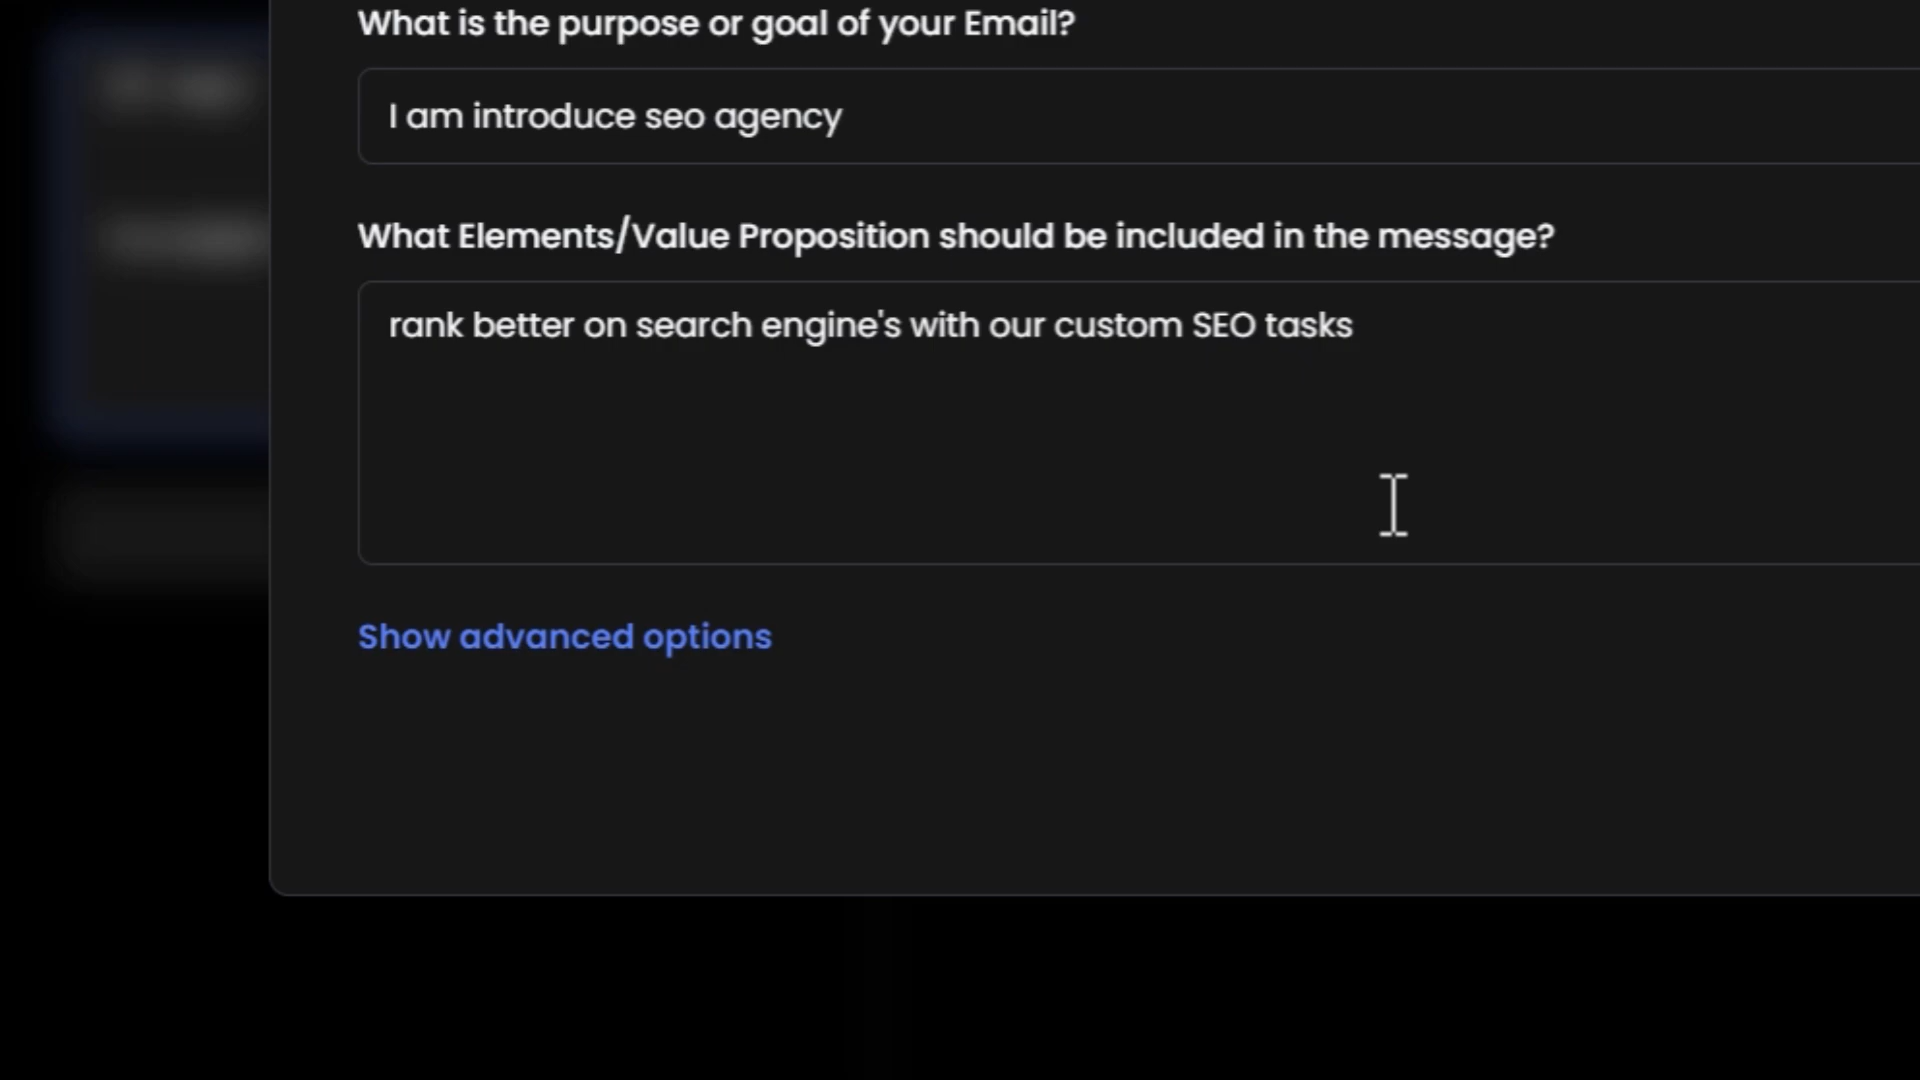 What is the purpose or goal of your Email?
I am introduce seo agency
What Elements/Value Proposition should be included in the message?
rank better on search engine's with our custom SEO tasks
Show advanced options